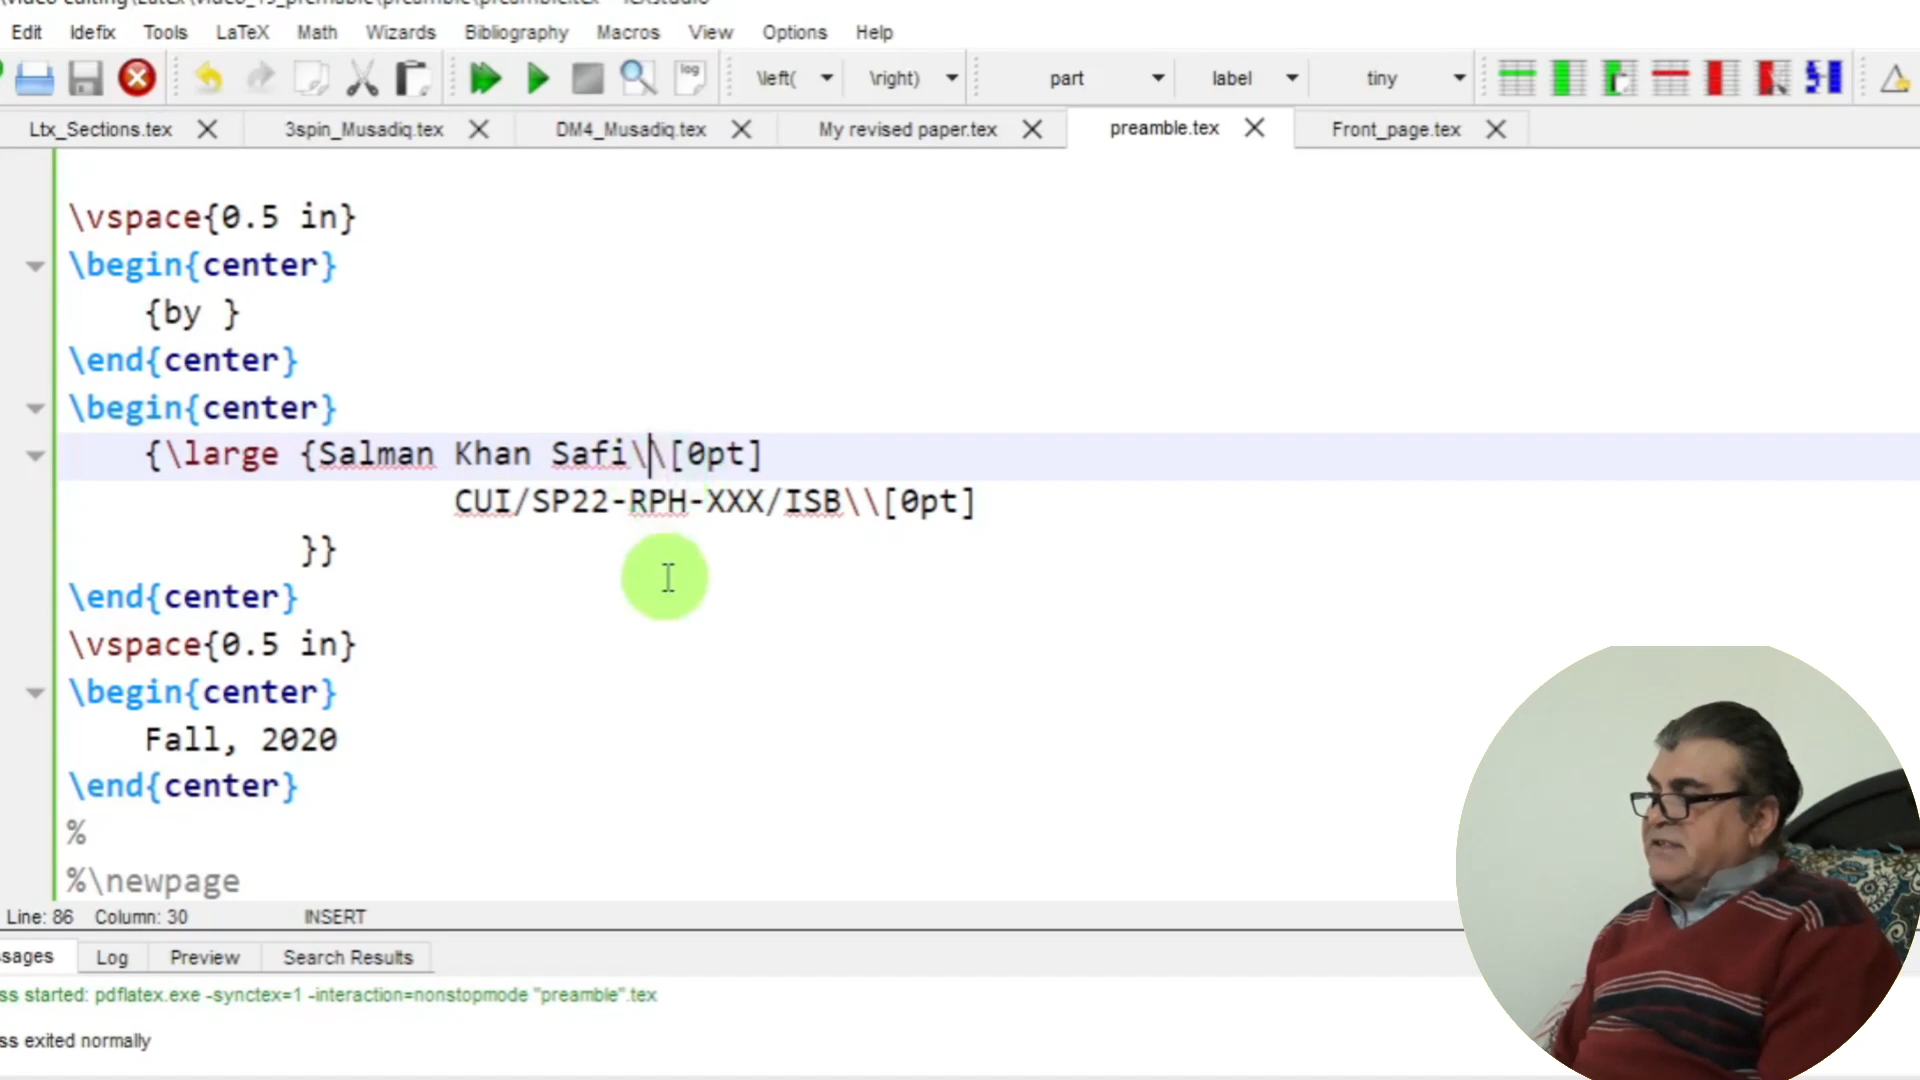 Edit Idefix Tools LaTeX Math Wizards Bibliography Macros View Options Help
log \left( \right) part label tiny
Ltx_Sections.tex 3spin_Musadiq.tex DM4_Musadiq.tex My revised paper.tex preamble.tex Front_page.tex
\vspace{0.5 in}
\begin{center}
{by }
\end{center}
\begin{center}
{\large {Salman Khan Safi\\[0pt]
CUI/SP22-RPH-XXX/ISB\\[0pt]
}}
\end{center}
\vspace{0.5 in}
\begin{center}
Fall, 2020
\end{center}
%
%\newpage
Line: 86 Column: 30 INSERT
ssages Log Preview Search Results
ss started: pdflatex.exe -synctex=1 -interaction=nonstopmode "preamble".tex
ss exited normally